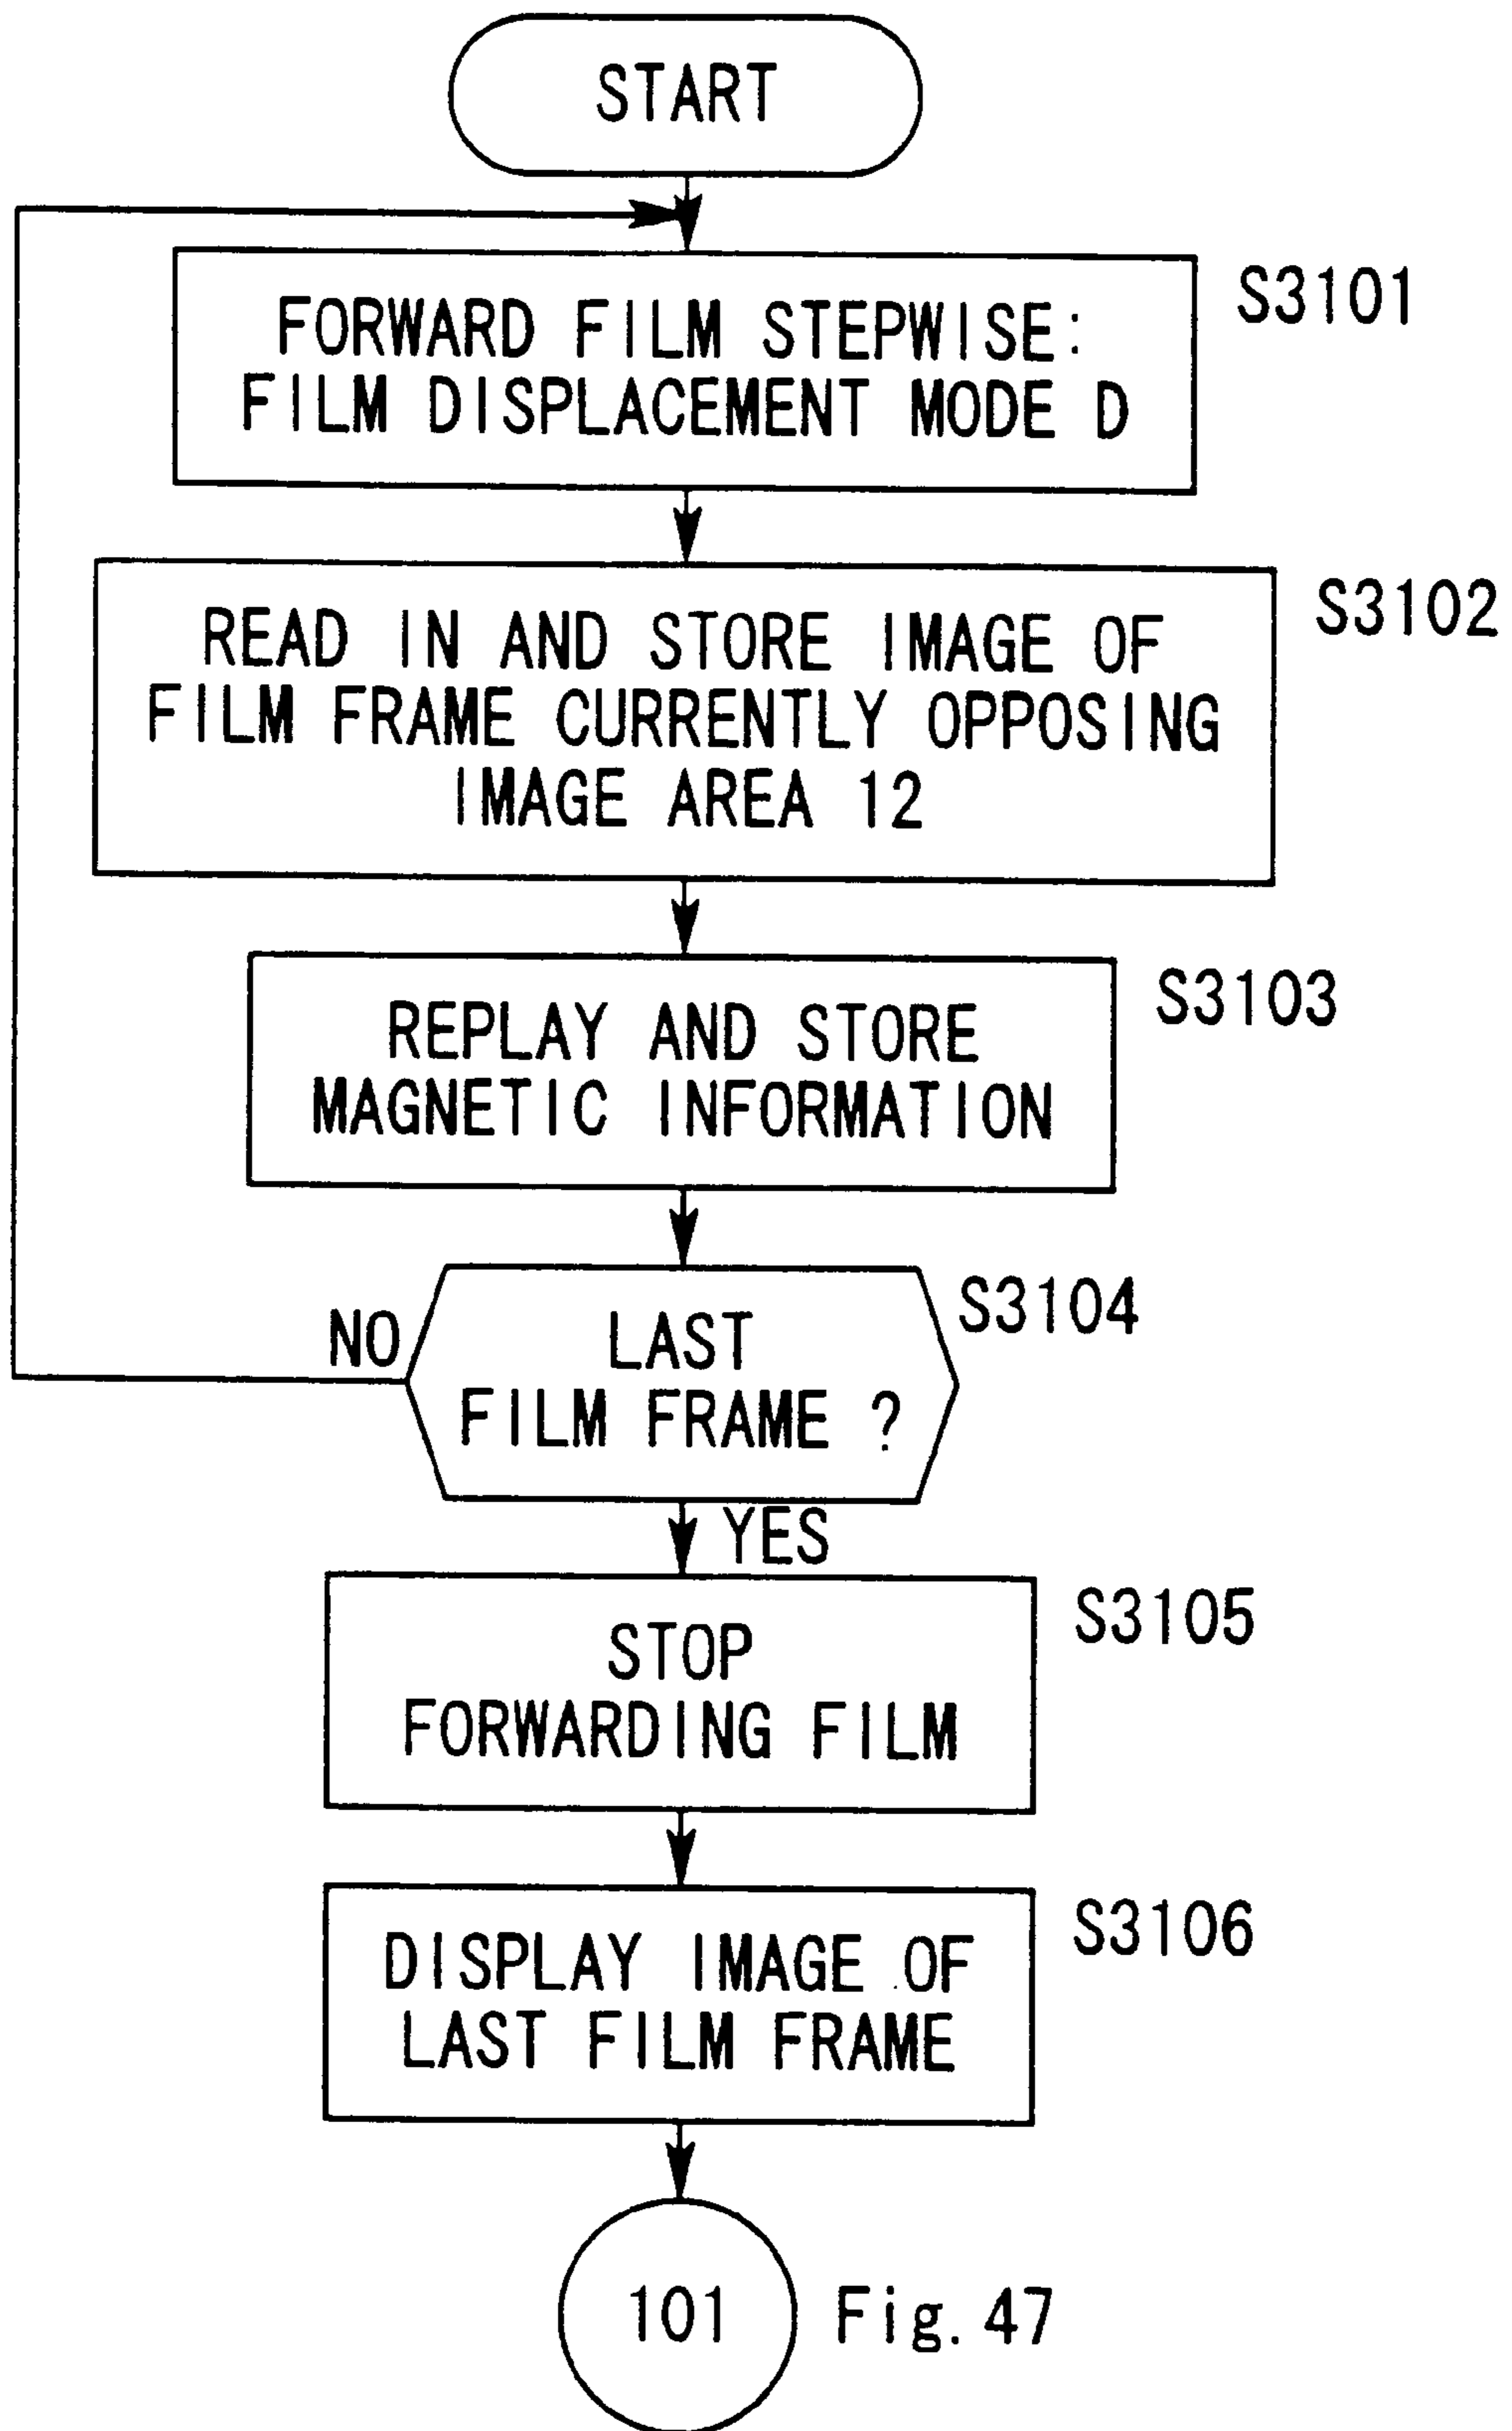 START
FORWARD FILM STEPWISE:
FILM DISPLACEMENT MODE D
S3101
READ IN AND STORE IMAGE OF
FILM FRAME CURRENTLY OPPOSING
IMAGE AREA 12
S3102
REPLAY AND STORE
MAGNETIC INFORMATION
S3103
NO
LAST
FILM FRAME ?
S3104
YES
STOP
FORWARDING FILM
S3105
DISPLAY IMAGE OF
LAST FILM FRAME
S3106
101
Fig. 47